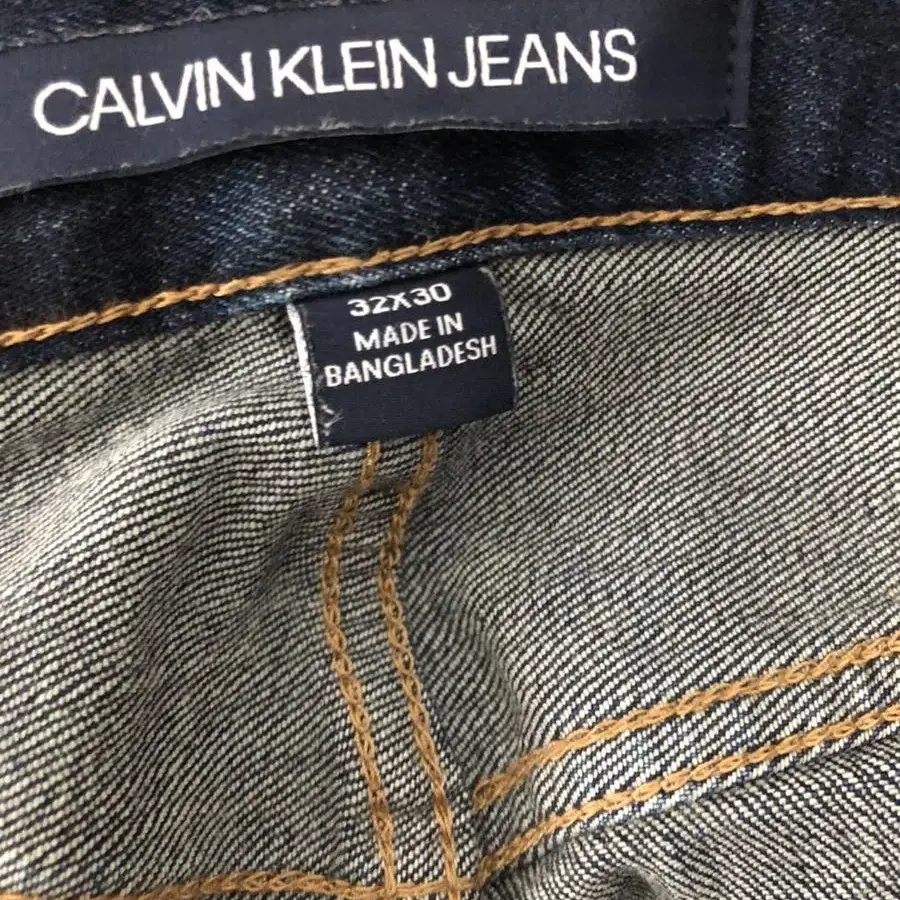 CALVIN KLEIN JEANS
32X30
MADE IN
BANGLADESH